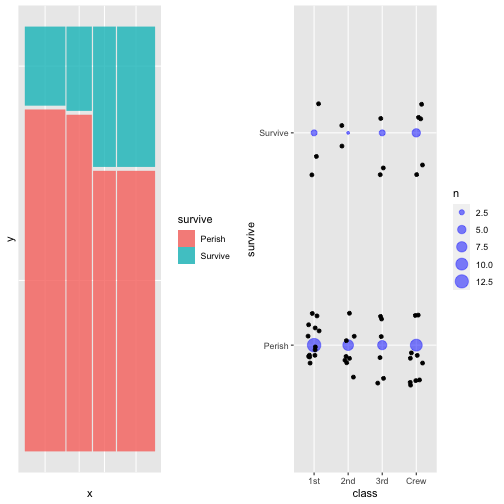 y
x
survive
Perish
Survive
survive
Survive
Perish
1st 2nd 3rd Crew
class
n
2.5
5.0
7.5
10.0
12.5